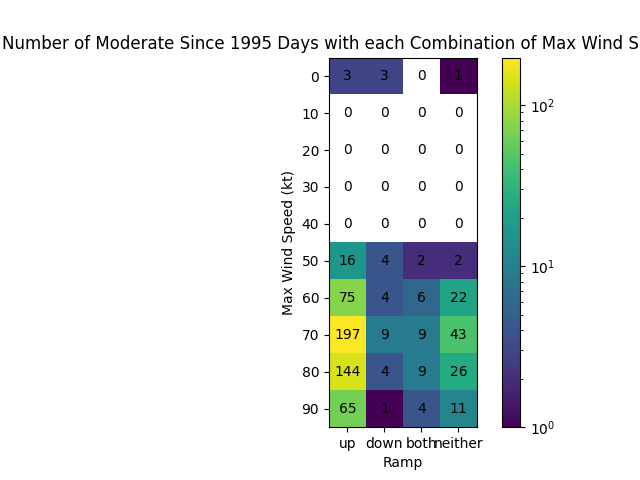 Number of Moderate Since 1995 Days with each Combination of Max Wind S
0 3 3 0 1
10 0 0 0 0
20 0 0 0 0
30 0 0 0 0
40 0 0 0 0
50 16 4 2 2
60 75 4 6 22
70 197 9 9 43
80 144 4 9 26
90 65 1 4 11
up down both neither
Ramp
Max Wind Speed (kt)
10²
10¹
10⁰